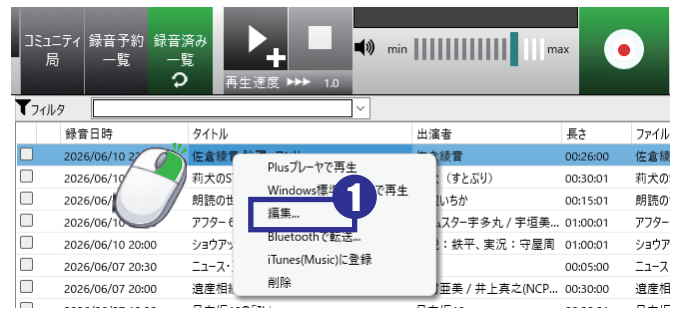 コミュニティ局
録音予約一覧
録音済み一覧
再生速度 1.0
min
max
フィルタ
録音日時 タイトル 出演者 長さ ファイル
2026/06/10 佐倉綾音 00:26:00 佐倉綾
2026/06/10 莉犬のS (すとぷり) 00:30:01 莉犬の
2026/06/ 朗読の世 いちか 00:15:01 朗読の
2026/06/10 アフター6 スター宇多丸 / 宇垣美... 01:00:01 アフター
2026/06/10 20:00 ショウアッ :鉄平、実況:守屋周 01:00:01 ショウア
2026/06/07 20:30 ニュース・ 00:05:00 ニュース
2026/06/07 20:00 遺産相 亜美 / 井上真之(NCP... 00:30:00 遺産相
Plusプレーヤで再生
Windows標準 で再生
編集...
Bluetoothで転送...
iTunes(Music)に登録
削除
1